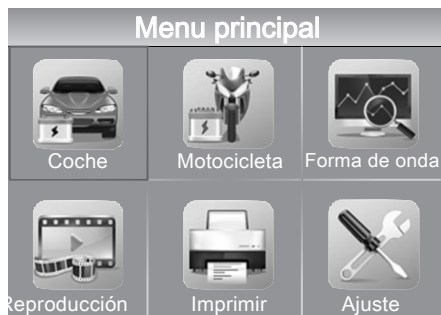 Menu principal
Coche Motocicleta Forma de onda
Reproducción Imprimir Ajuste